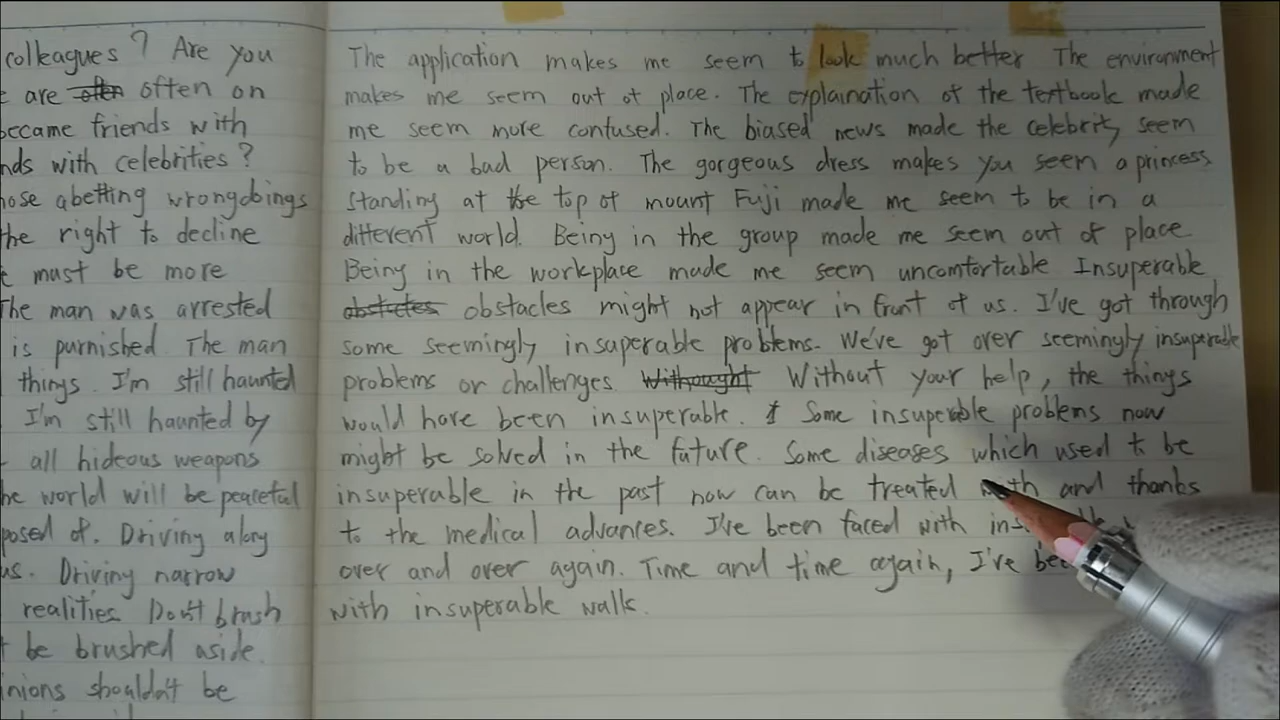 colleagues? Are you
are often often on
became friends with
nds with celebrities?
hose abetting wrongdoings
the right to decline
must be more
The man was arrested
is purnished. The man
things. I'm still haunted
I'm still haunted by
all hideous weapons
he world will be peaceful
posed of. Driving along
us. Driving narrow
realities. Don't brush
be brushed aside.
inions shouldn't be
The application makes me seem to look much better The environment
makes me seem out of place. The explaination of the textbook made
me seem more confused. The biased news made the celebrity seem
to be a bad person. The gorgeous dress makes you seem a princess
Standing at the top of mount Fuji made me seem to be in a
different world. Being in the group made me seem out of place
Being in the workplace made me seem uncomfortable Insuperable
obstacles obstacles might not appear in front of us. I've got through
some seemingly insuperable problems. We've got over seemingly insuperable
problems or challenges. Withought Without your help, the things
would have been insuperable. Some insuperable problems now
might be solved in the future. Some diseases which used to be
insuperable in the past now can be treated and thanks
to the medical advances. I've been faced with
over and over again. Time and time again, I've
with insuperable walls.